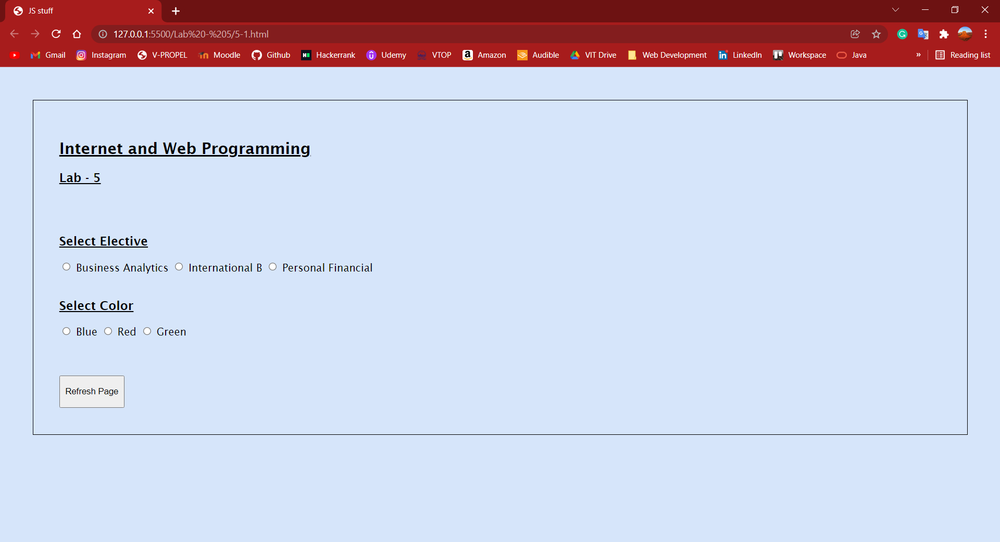 JS stuff
127.0.0.1:5500/Lab%20-%205/5-1.html
Gmail Instagram V-PROPEL Moodle Github Hackerrank Udemy VTOP Amazon Audible VIT Drive Web Development LinkedIn Workspace Java » Reading list
Internet and Web Programming
Lab - 5
Select Elective
Business Analytics International B Personal Financial
Select Color
Blue Red Green
Refresh Page